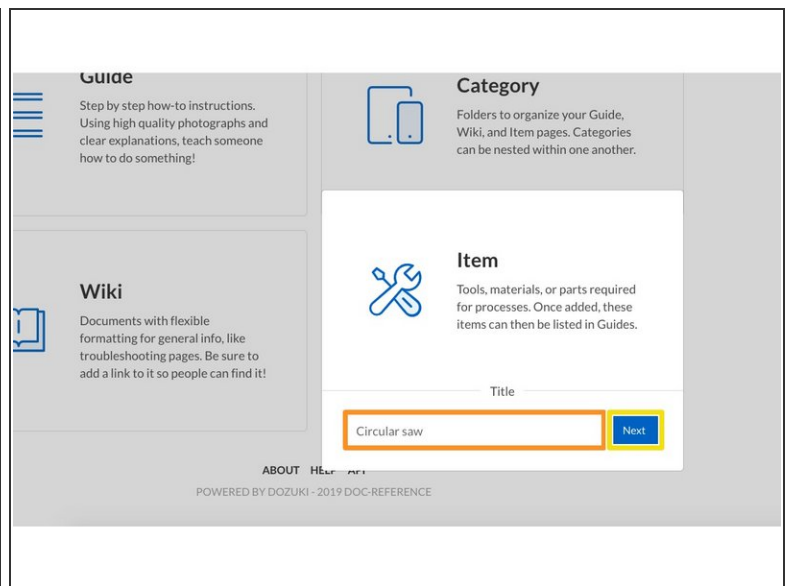 Guide
Step by step how-to instructions.
Using high quality photographs and
clear explanations, teach someone
how to do something!
Category
Folders to organize your Guide,
Wiki, and Item pages. Categories
can be nested within one another.
Wiki
Documents with flexible
formatting for general info, like
troubleshooting pages. Be sure to
add a link to it so people can find it!
Item
Tools, materials, or parts required
for processes. Once added, these
items can then be listed in Guides.
Title
Circular saw
Next
ABOUT HELP API
POWERED BY DOZUKI - 2019 DOC-REFERENCE